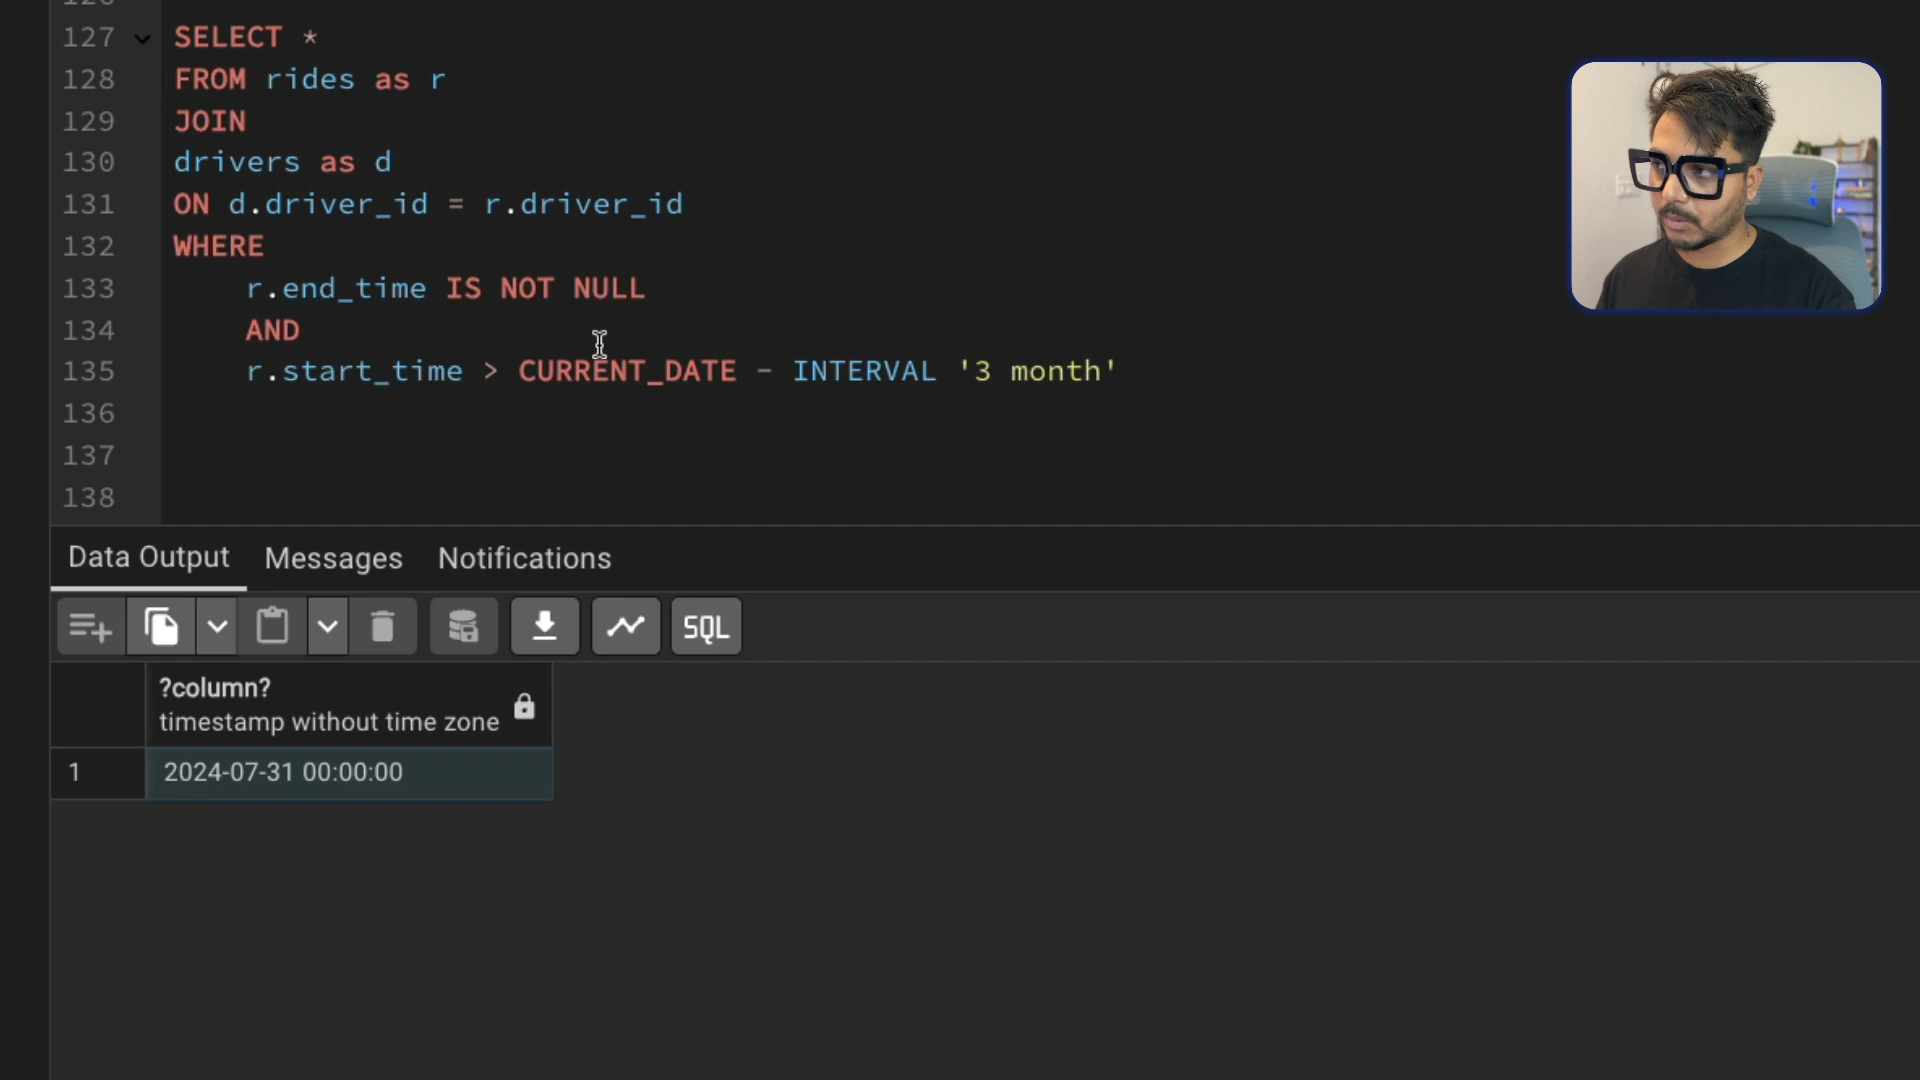 126
127 SELECT *
128 FROM rides as r
129 JOIN
130 drivers as d
131 ON d.driver_id = r.driver_id
132 WHERE
133 r.end_time IS NOT NULL
134 AND
135 r.start_time > CURRENT_DATE - INTERVAL '3 month'
136
137
138
Data Output Messages Notifications
SQL
?column?
timestamp without time zone
1 2024-07-31 00:00:00